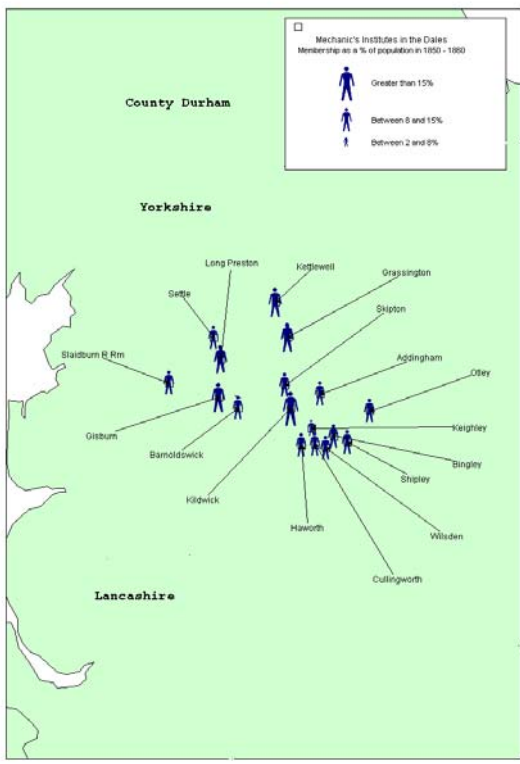 Mechanic's Institutes in the Dales
Membership as a % of population in 1850 - 1880
Greater than 15%
Between 8 and 15%
Between 2 and 8%
County Durham
Yorkshire
Long Preston
Kettlewell
Grassington
Settle
Skipton
Slaidburn R Rm
Addingham
Otley
Keighley
Gisburn
Barnoldswick
Bingley
Shipley
Kildwick
Haworth
Wilsden
Cullingworth
Lancashire